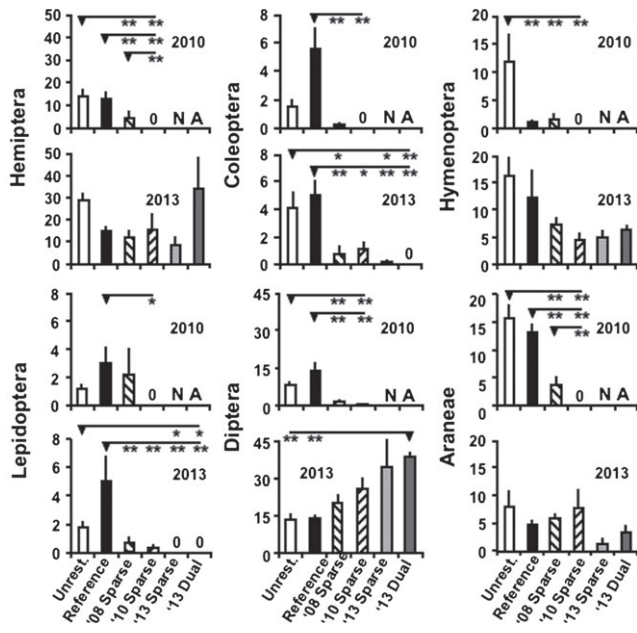 Hemiptera
50
40
30
20
10
0
** **
** **
**
2010
0 N A
50
40
30
20
10
0
2013
Coleoptera
8
6
4
2
0
** **
2010
0 N A
8
6
4
2
0
* * **
** * ** **
2013
0
Hymenoptera
20
15
10
5
0
** ** **
2010
0 N A
20
15
10
5
0
2013
Lepidoptera
8
6
4
2
0
*
2010
0 N A
8
6
4
2
0
* *
** ** ** **
2013
0 0
Diptera
45
30
15
0
** **
** **
2010
N A
45
30
15
0
** **
2013
Araneae
20
15
10
5
0
** **
** **
** **
2010
0 N A
20
15
10
5
0
2013
Unrest.
Reference
'08 Sparse
'10 Sparse
'13 Sparse
'13 Dual
Unrest.
Reference
'08 Sparse
'10 Sparse
'13 Sparse
'13 Dual
Unrest.
Reference
'08 Sparse
'10 Sparse
'13 Sparse
'13 Dual